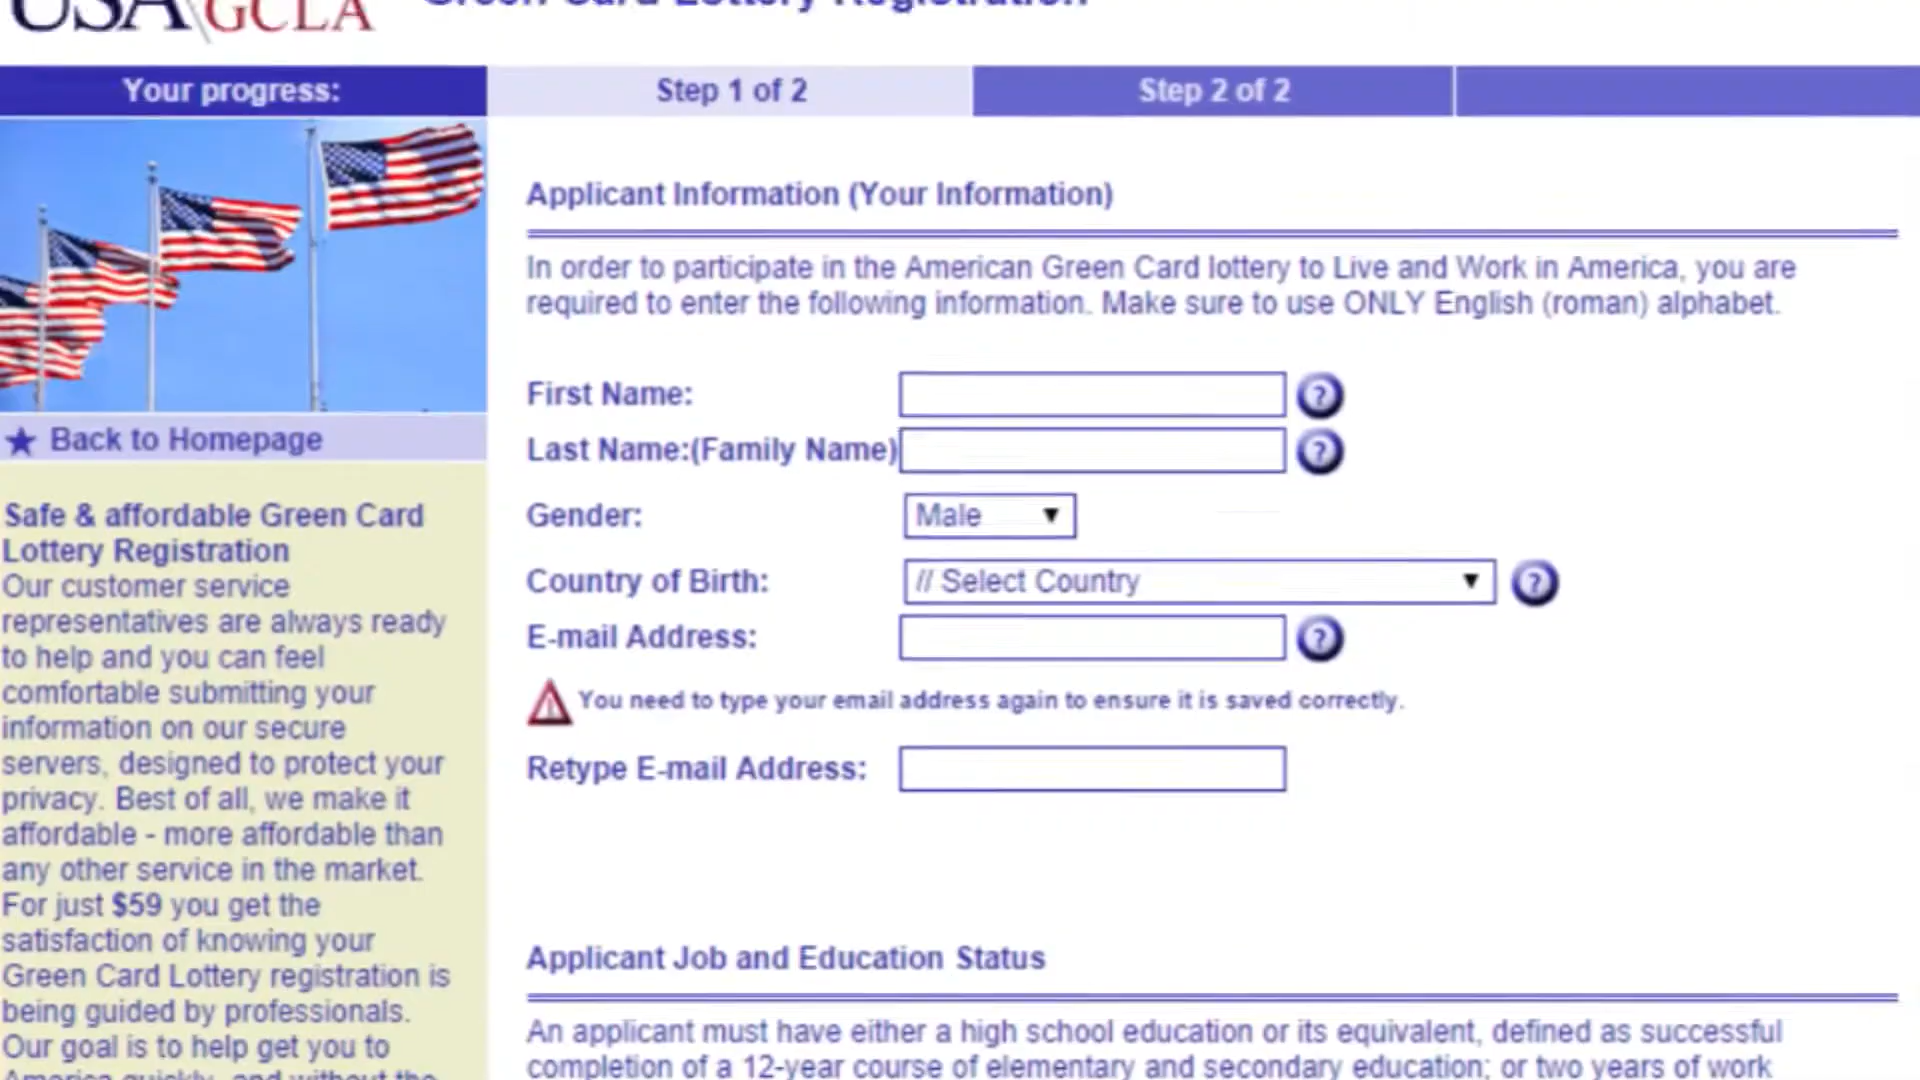 USA GCLA
Green Card Lottery Registration
Your progress:
Step 1 of 2
Step 2 of 2
Back to Homepage
Safe & affordable Green Card
Lottery Registration
Our customer service
representatives are always ready
to help and you can feel
comfortable submitting your
information on our secure
servers, designed to protect your
privacy. Best of all, we make it
affordable - more affordable than
any other service in the market.
For just $59 you get the
satisfaction of knowing your
Green Card Lottery registration is
being guided by professionals.
Our goal is to help get you to
America quickly, and without the
Applicant Information (Your Information)
In order to participate in the American Green Card lottery to Live and Work in America, you are
required to enter the following information. Make sure to use ONLY English (roman) alphabet.
First Name:
?
Last Name:(Family Name)
?
Gender:
Male
Country of Birth:
// Select Country
?
E-mail Address:
?
You need to type your email address again to ensure it is saved correctly.
Retype E-mail Address:
Applicant Job and Education Status
An applicant must have either a high school education or its equivalent, defined as successful
completion of a 12-year course of elementary and secondary education; or two years of work